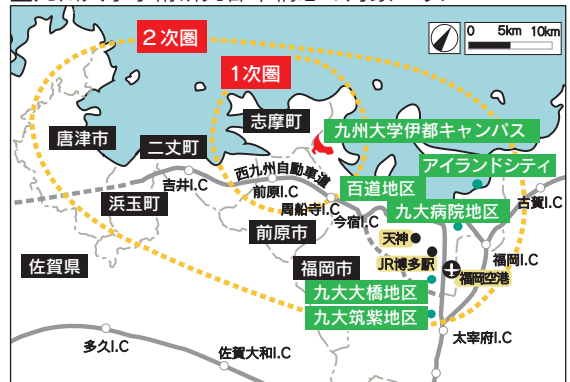 0 5km 10km
2次圏
1次圏
志摩町
九州大学伊都キャンパス
唐津市
二丈町
アイランドシティ
西九州自動車道
吉井I.C
前原I.C
百道地区
古賀I.C
浜玉町
周船寺I.C
今宿I.C
九大病院地区
前原市
天神
福岡I.C
佐賀県
福岡市
JR博多駅
福岡空港
九大大橋地区
九大筑紫地区
太宰府I.C
多久I.C
佐賀大和I.C